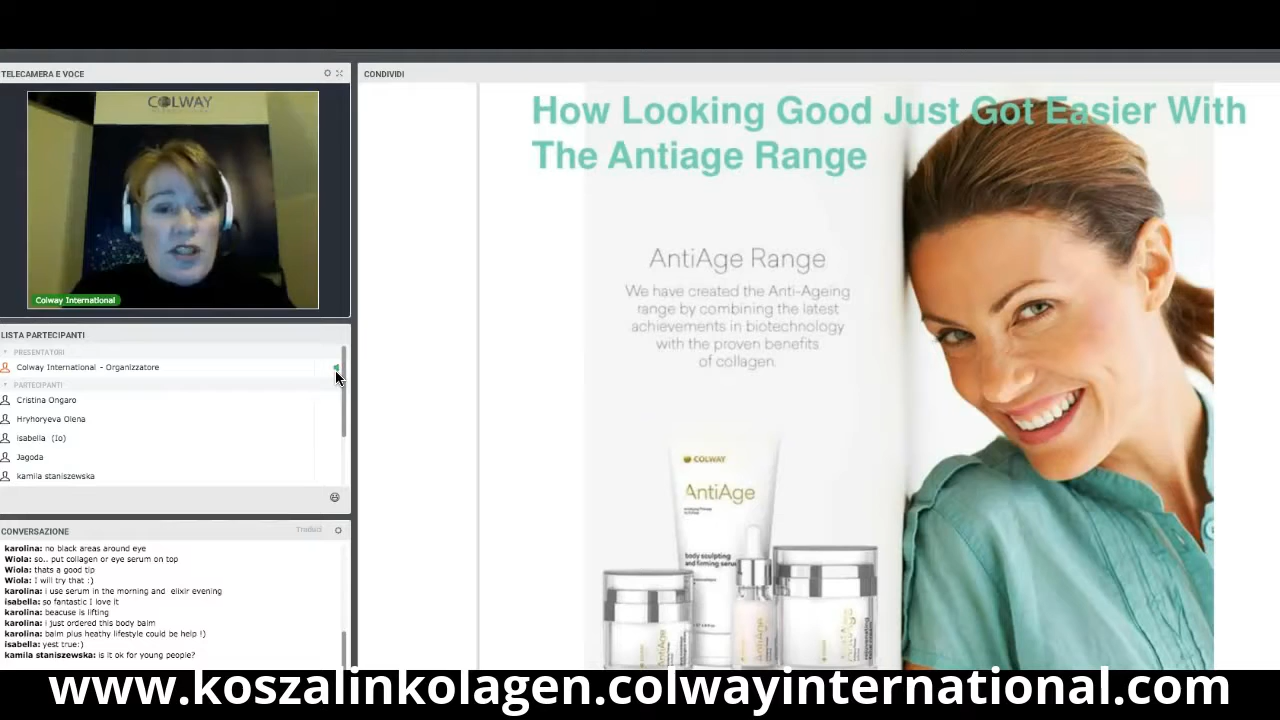 TELECAMERA E VOCE
COLWAY
Colway International
LISTA PARTECIPANTI
PRESENTATORI
Colway International - Organizzatore
PARTECIPANTI
Cristina Ongaro
Hryhoryeva Olena
isabella (Io)
Jagoda
kamila staniszewska
CONVERSAZIONE
karolina: no black areas around eye
Wiola: so.. put collagen or eye serum on top
Wiola: thats a good tip
Wiola: I will try that :)
karolina: i use serum in the morning and elixir evening
isabella: so fantastic I love it
karolina: beacuse is lifting
karolina: i just ordered this body balm
karolina: balm plus heathy lifestyle could be help !)
isabella: yest true:)
kamila staniszewska: is it ok for young people?
CONDIVIDI
How Looking Good Just Got Easier With
The Antiage Range
AntiAge Range
We have created the Anti-Ageing
range by combining the latest
achievements in biotechnology
with the proven benefits
of collagen.
COLWAY
AntiAge
body sculpting
and firming serum
AntiAge
AntiAge
www.koszalinkolagen.colwayinternational.com